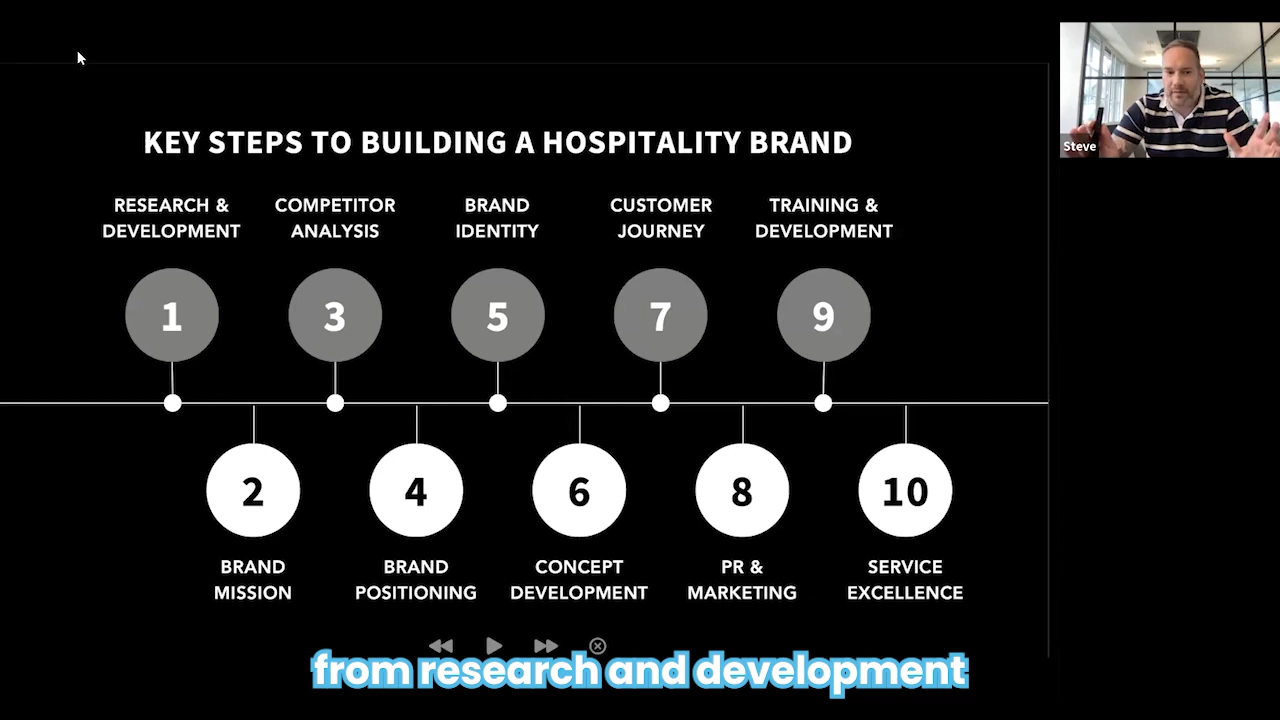 KEY STEPS TO BUILDING A HOSPITALITY BRAND
RESEARCH &
DEVELOPMENT
COMPETITOR
ANALYSIS
BRAND
IDENTITY
CUSTOMER
JOURNEY
TRAINING &
DEVELOPMENT
1
3
5
7
9
2
4
6
8
10
BRAND
MISSION
BRAND
POSITIONING
CONCEPT
DEVELOPMENT
PR &
MARKETING
SERVICE
EXCELLENCE
from research and development
Steve